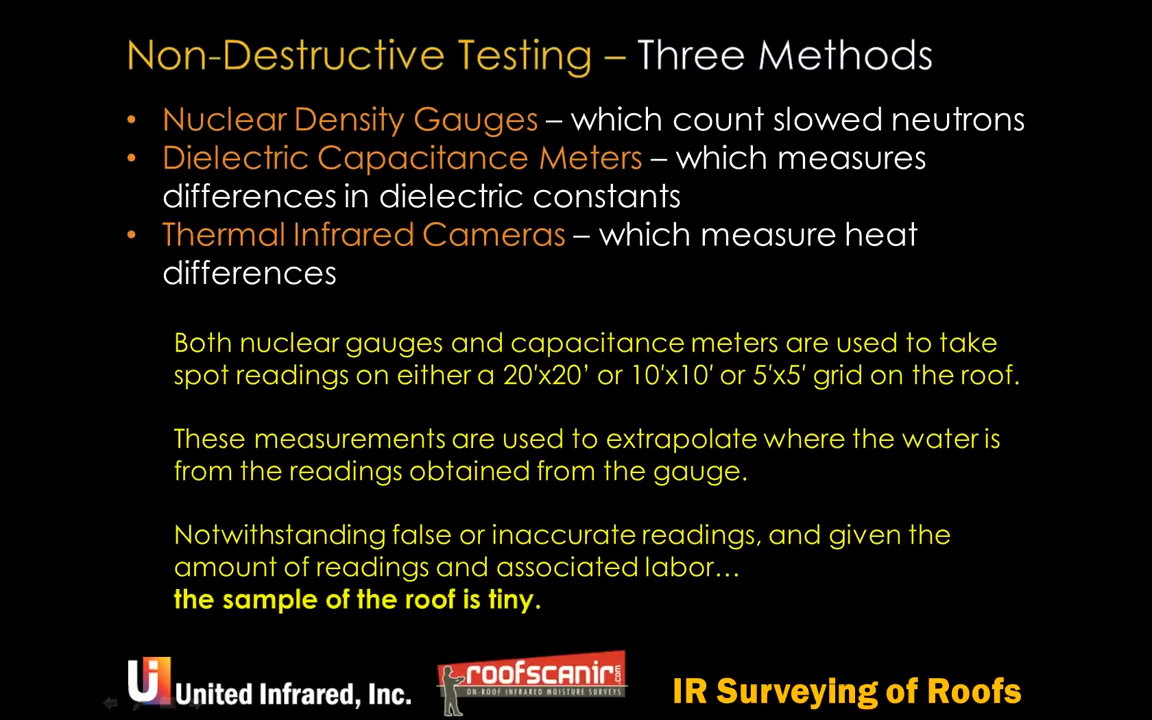 Non-Destructive Testing – Three Methods
• Nuclear Density Gauges – which count slowed neutrons
• Dielectric Capacitance Meters – which measures
differences in dielectric constants
• Thermal Infrared Cameras – which measure heat
differences
Both nuclear gauges and capacitance meters are used to take
spot readings on either a 20'x20’ or 10'x10' or 5'x5' grid on the roof.
These measurements are used to extrapolate where the water is
from the readings obtained from the gauge.
Notwithstanding false or inaccurate readings, and given the
amount of readings and associated labor…
the sample of the roof is tiny.
Ui United Infrared, Inc.
roofscanir.com
ON-ROOF INFRARED MOISTURE SURVEYS
IR Surveying of Roofs